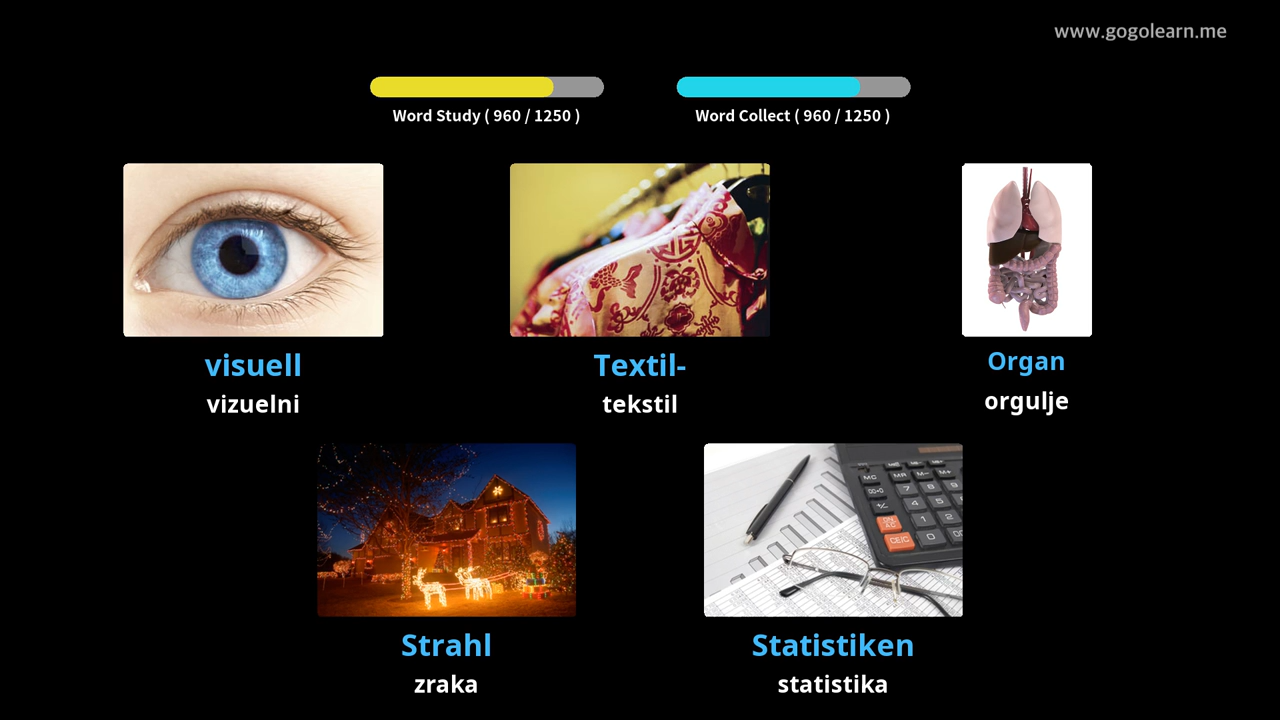 www.gogolearn.me
Word Study ( 960 / 1250 )
Word Collect ( 960 / 1250 )
visuell
vizuelni
Textil-
tekstil
Organ
orgulje
Strahl
zraka
Statistiken
statistika